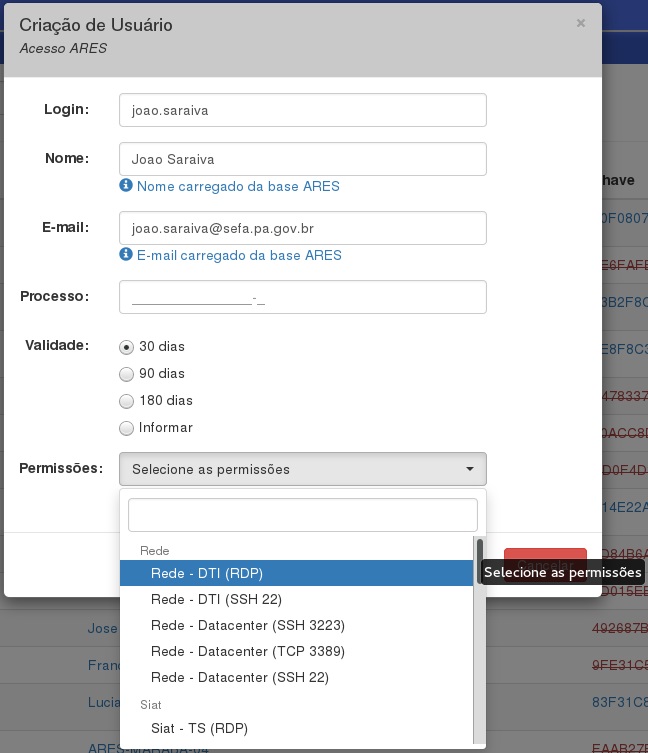 Criação de Usuário
×
Acesso ARES
Login:
joao.saraiva
Nome:
Joao Saraiva
Nome carregado da base ARES
E-mail:
joao.saraiva@sefa.pa.gov.br
E-mail carregado da base ARES
Processo:
_______________-_
Validade:
30 dias
90 dias
180 dias
Informar
Permissões:
Selecione as permissões
Rede
Rede - DTI (RDP)
Rede - DTI (SSH 22)
Rede - Datacenter (SSH 3223)
Rede - Datacenter (TCP 3389)
Rede - Datacenter (SSH 22)
Siat
Siat - TS (RDP)
Cancelar
Selecione as permissões
have
0F0807
E6FAFE
3B2F8C
E8F8C3
478337
0ACC8D
D0F4D
14E22A
D84B6A
D015EE
Jose
492687B
Franc
9FE31C5
Lucia
83F31C8
ARES-MARABA-04
EAAB27B